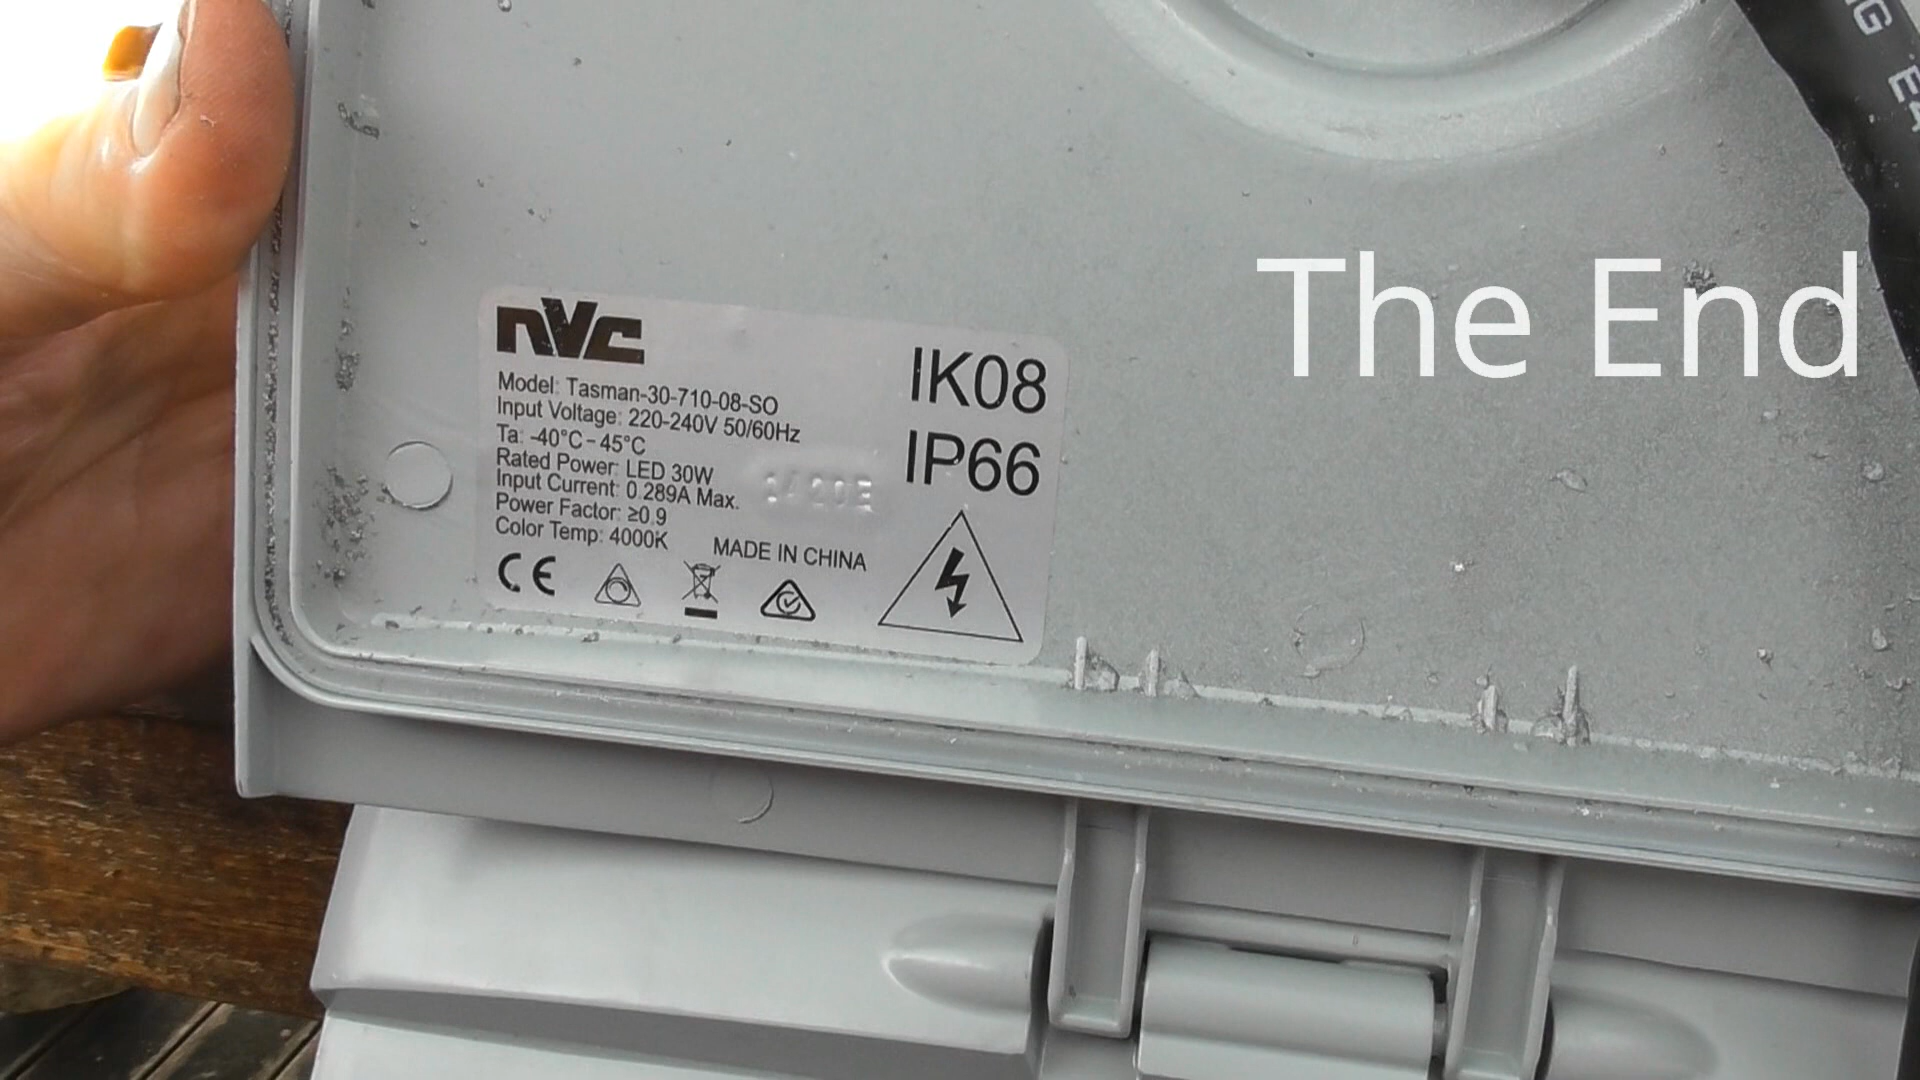 NG E4
The End
nVc
IK08
IP66
Model: Tasman-30-710-08-SO
Input Voltage: 220-240V 50/60Hz
Ta: -40°C-45°C
Rated Power: LED 30W
Input Current: 0.289A Max.
Power Factor: ≥0.9
Color Temp: 4000K
MADE IN CHINA
CE